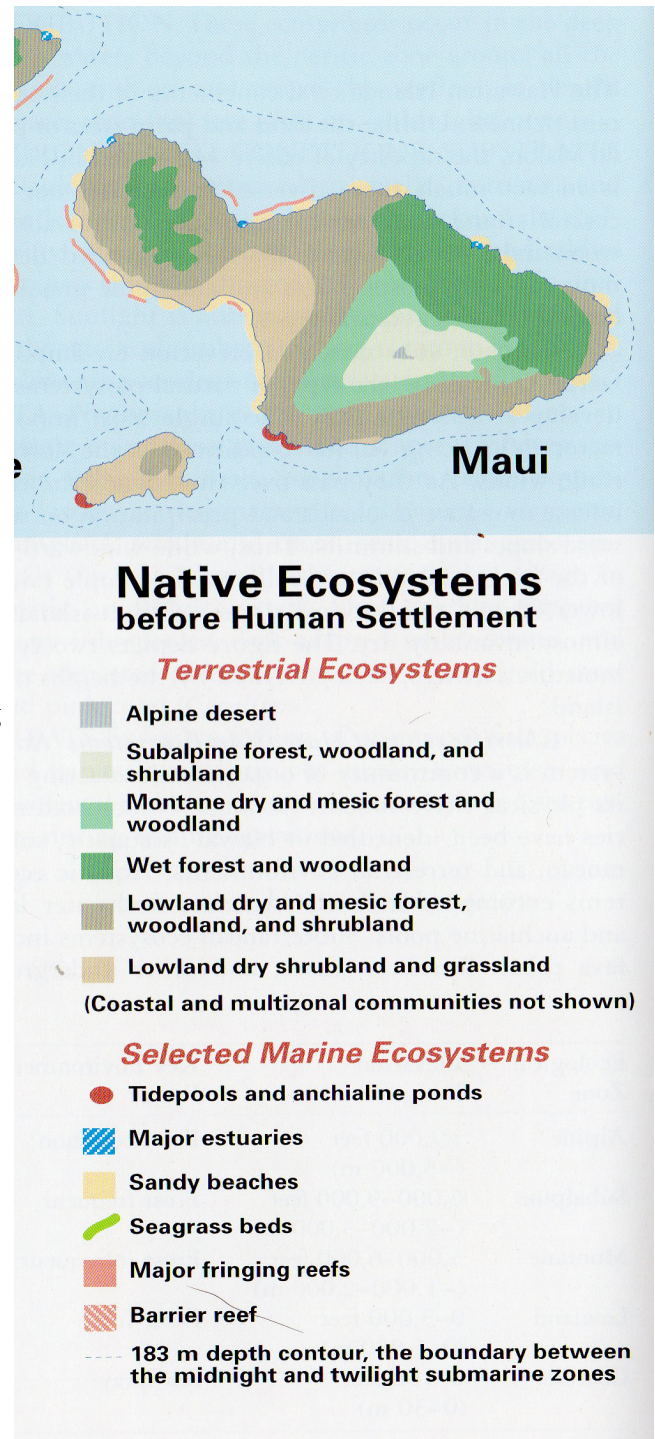 e
Maui
Native Ecosystems
before Human Settlement
Terrestrial Ecosystems
Alpine desert
Subalpine forest, woodland, and
shrubland
Montane dry and mesic forest and
woodland
Wet forest and woodland
Lowland dry and mesic forest,
woodland, and shrubland
Lowland dry shrubland and grassland
(Coastal and multizonal communities not shown)
Selected Marine Ecosystems
Tidepools and anchialine ponds
Major estuaries
Sandy beaches
Seagrass beds
Major fringing reefs
Barrier reef
183 m depth contour, the boundary between
the midnight and twilight submarine zones